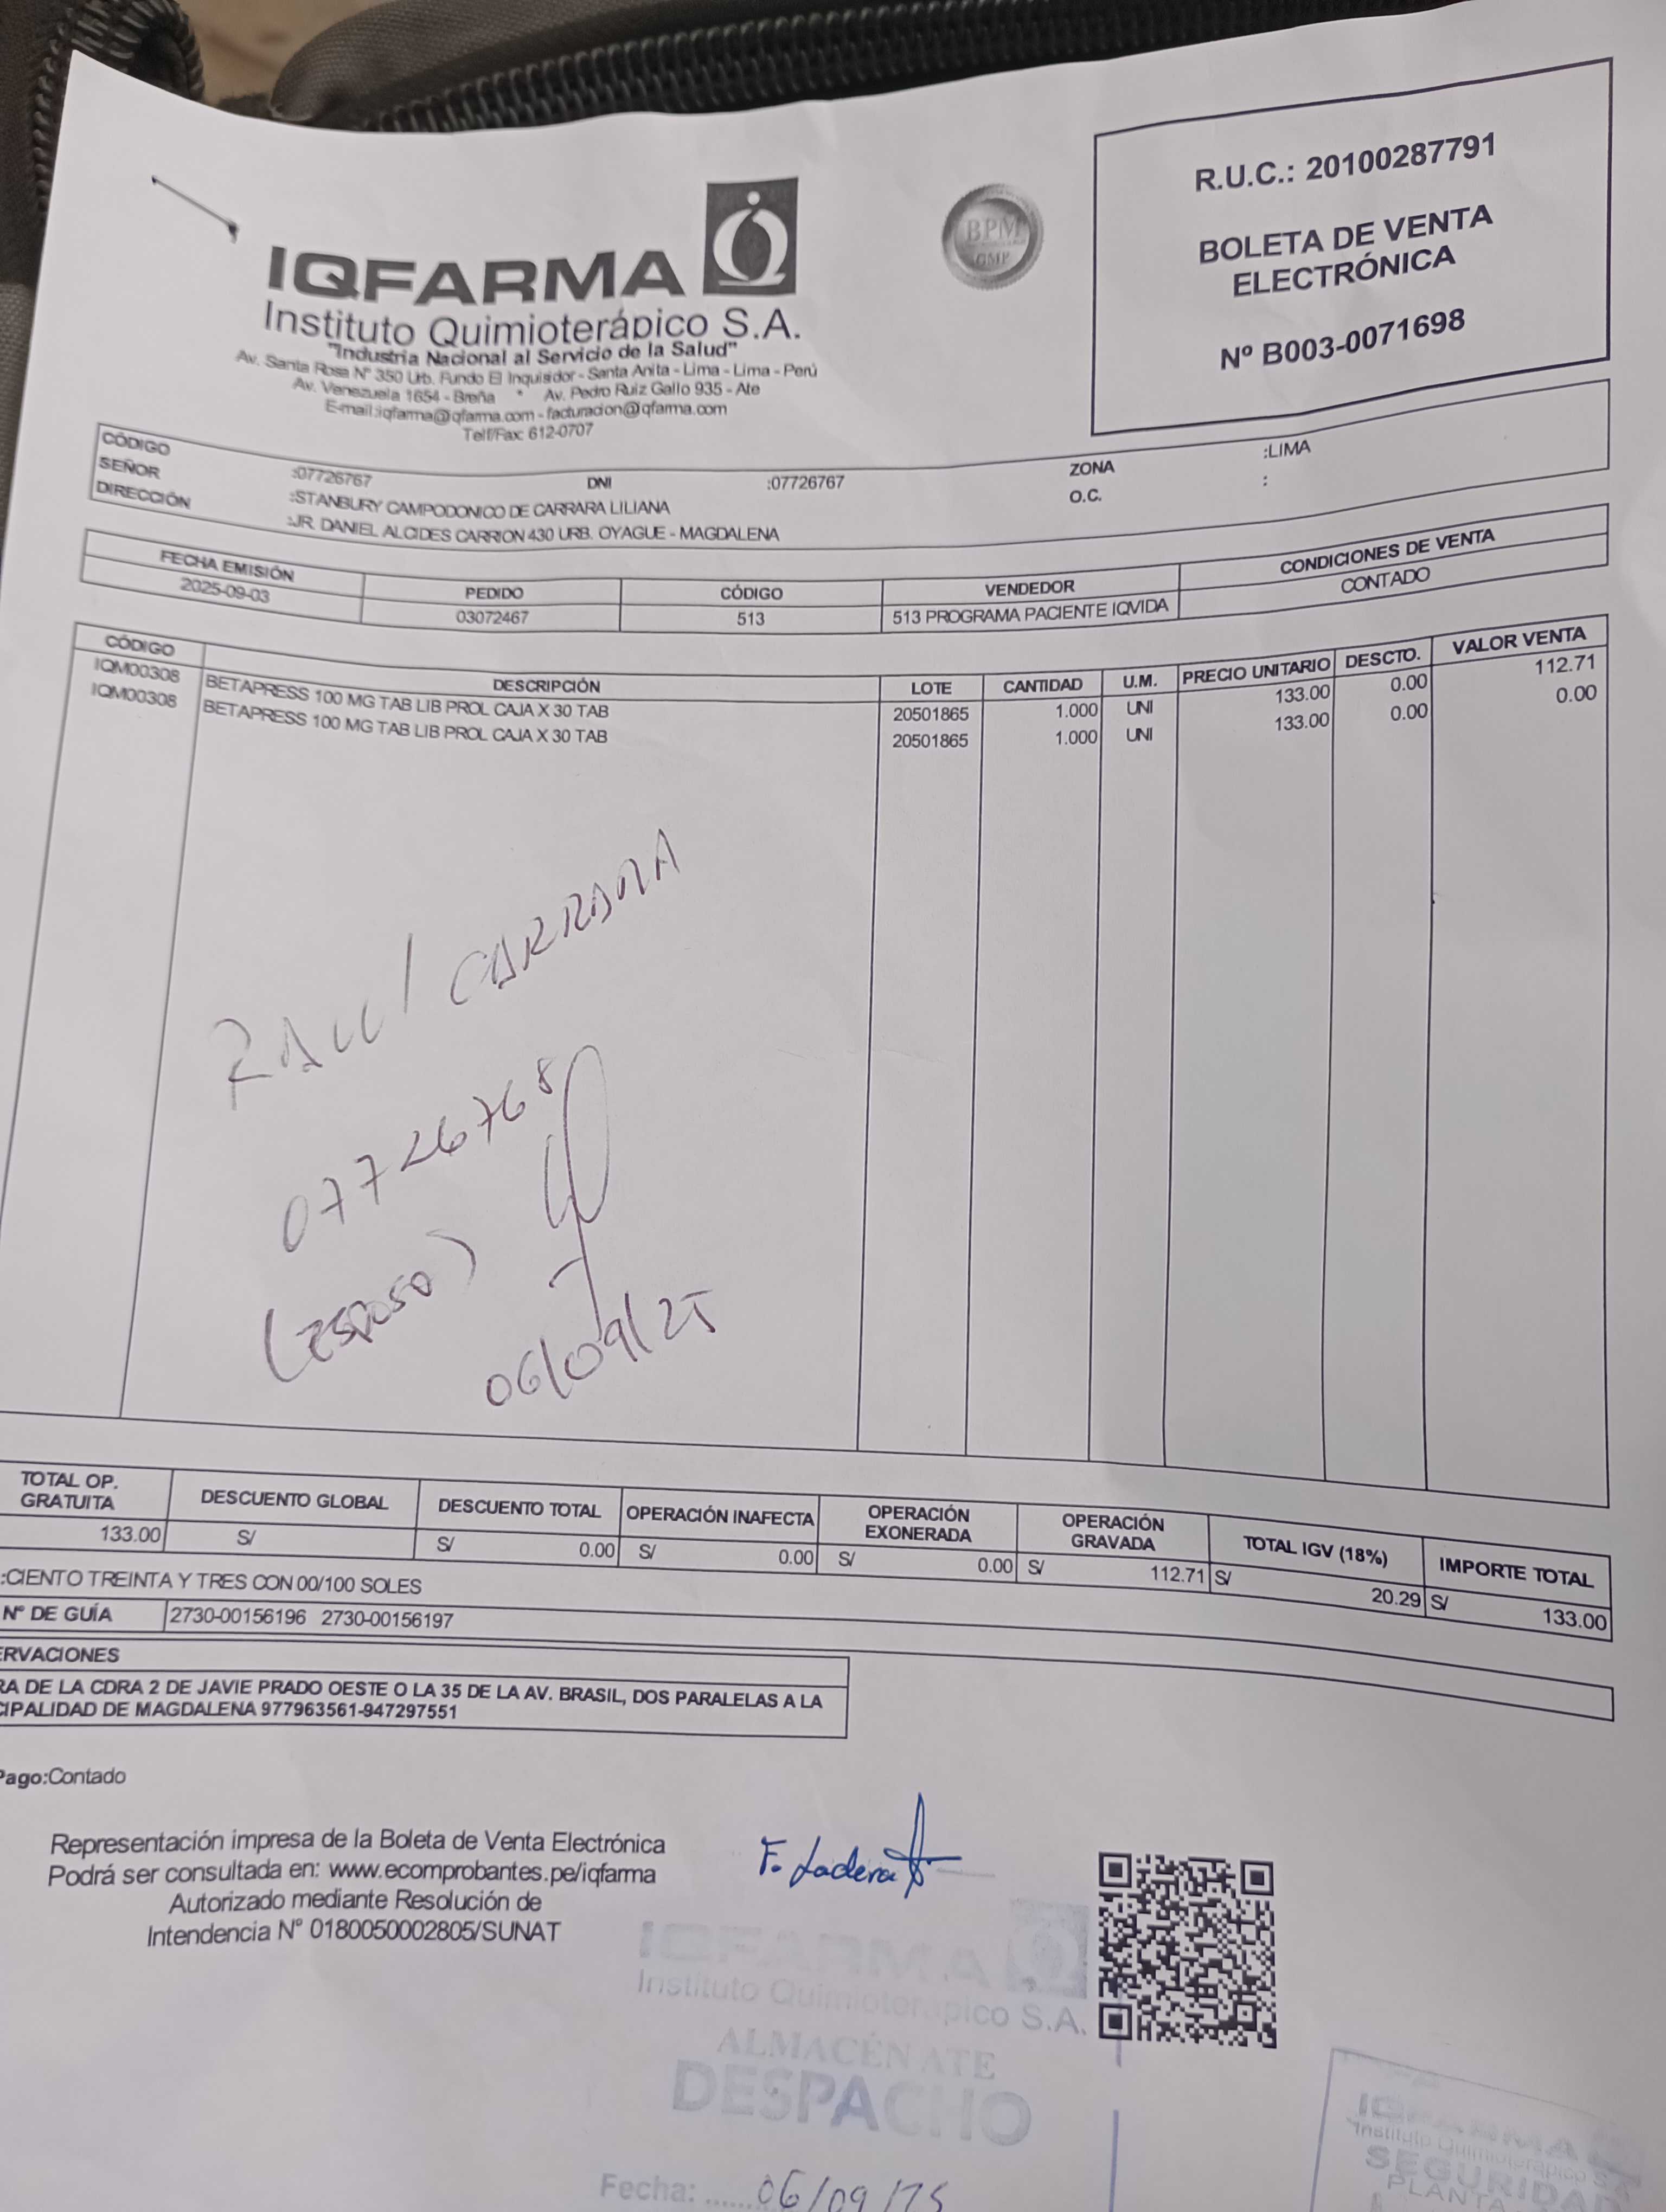 R.U.C.: 20100287791
BOLETA DE VENTA
ELECTRÓNICA
Nº B003-0071698
BPM
GMP
IQFARMA
Instituto Quimioterápico S.A.
"Industria Nacional al Servicio de la Salud"
Av. Santa Rosa Nº 350 Urb. Fundo El Inquisidor - Santa Anita - Lima - Lima - Perú
Av. Venezuela 1654 - Breña * Av. Pedro Ruiz Gallo 935 - Ate
E-mail:iqfarma@qfarma.com - facturacion@qfarma.com
Telf/Fax: 612-0707
CÓDIGO :07726767 DNI :07726767 ZONA :LIMA
SEÑOR :STANBURY CAMPODONICO DE CARRARA LILIANA O.C. :
DIRECCIÓN :JR. DANIEL ALCIDES CARRION 430 URB. OYAGUE - MAGDALENA
FECHA EMISIÓN PEDIDO CÓDIGO VENDEDOR CONDICIONES DE VENTA
2025-09-03 03072467 513 513 PROGRAMA PACIENTE IQVIDA CONTADO
CÓDIGO DESCRIPCIÓN LOTE CANTIDAD U.M. PRECIO UNITARIO DESCTO. VALOR VENTA
IQM00308 BETAPRESS 100 MG TAB LIB PROL CAJA X 30 TAB 20501865 1.000 UNI 133.00 0.00 112.71
IQM00308 BETAPRESS 100 MG TAB LIB PROL CAJA X 30 TAB 20501865 1.000 UNI 133.00 0.00 0.00
RAUl CARRARA
07726768
(esposo)
06/09/25
TOTAL OP. GRATUITA DESCUENTO GLOBAL DESCUENTO TOTAL OPERACIÓN INAFECTA OPERACIÓN EXONERADA OPERACIÓN GRAVADA TOTAL IGV (18%) IMPORTE TOTAL
133.00 S/ S/ 0.00 S/ 0.00 S/ 0.00 S/ 112.71 S/ 20.29 S/ 133.00
:CIENTO TREINTA Y TRES CON 00/100 SOLES
Nº DE GUÍA 2730-00156196 2730-00156197
ERVACIONES
RA DE LA CDRA 2 DE JAVIE PRADO OESTE O LA 35 DE LA AV. BRASIL, DOS PARALELAS A LA
CIPALIDAD DE MAGDALENA 977963561-947297551
Pago:Contado
Representación impresa de la Boleta de Venta Electrónica
Podrá ser consultada en: www.ecomprobantes.pe/iqfarma
Autorizado mediante Resolución de
Intendencia Nº 0180050002805/SUNAT
F. Ladera
IQFARMA
Instituto Quimioterápico S.A.
ALMACÉN ATE
DESPACHO
Fecha: 06/09/25
IQFARMA
Instituto Quimioterápico S
SEGURIDAD
PLANTA